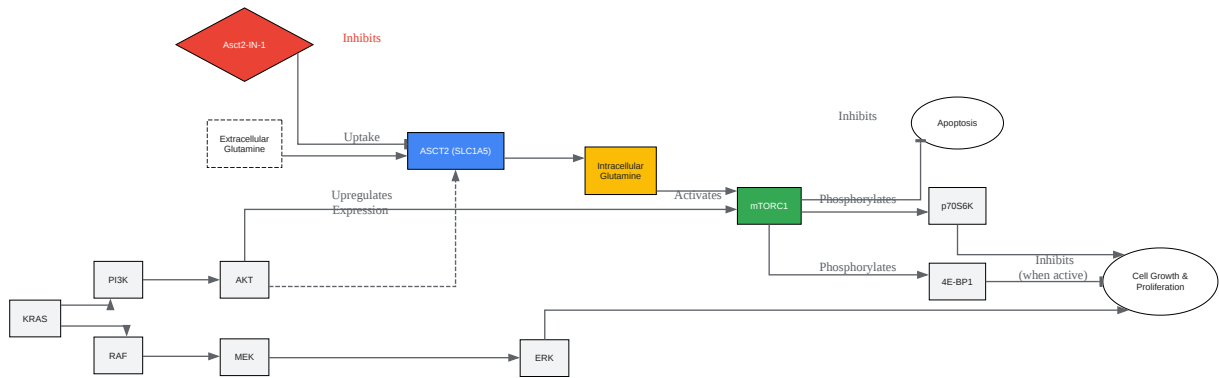 Asct2-IN-1
Inhibits
Extracellular
Glutamine
Uptake
ASCT2 (SLC1A5)
Intracellular
Glutamine
Inhibits
Apoptosis
Upregulates
Expression
Activates
mTORC1
Phosphorylates
p70S6K
PI3K
AKT
Phosphorylates
4E-BP1
Inhibits
(when active)
Cell Growth &
Proliferation
KRAS
RAF
MEK
ERK